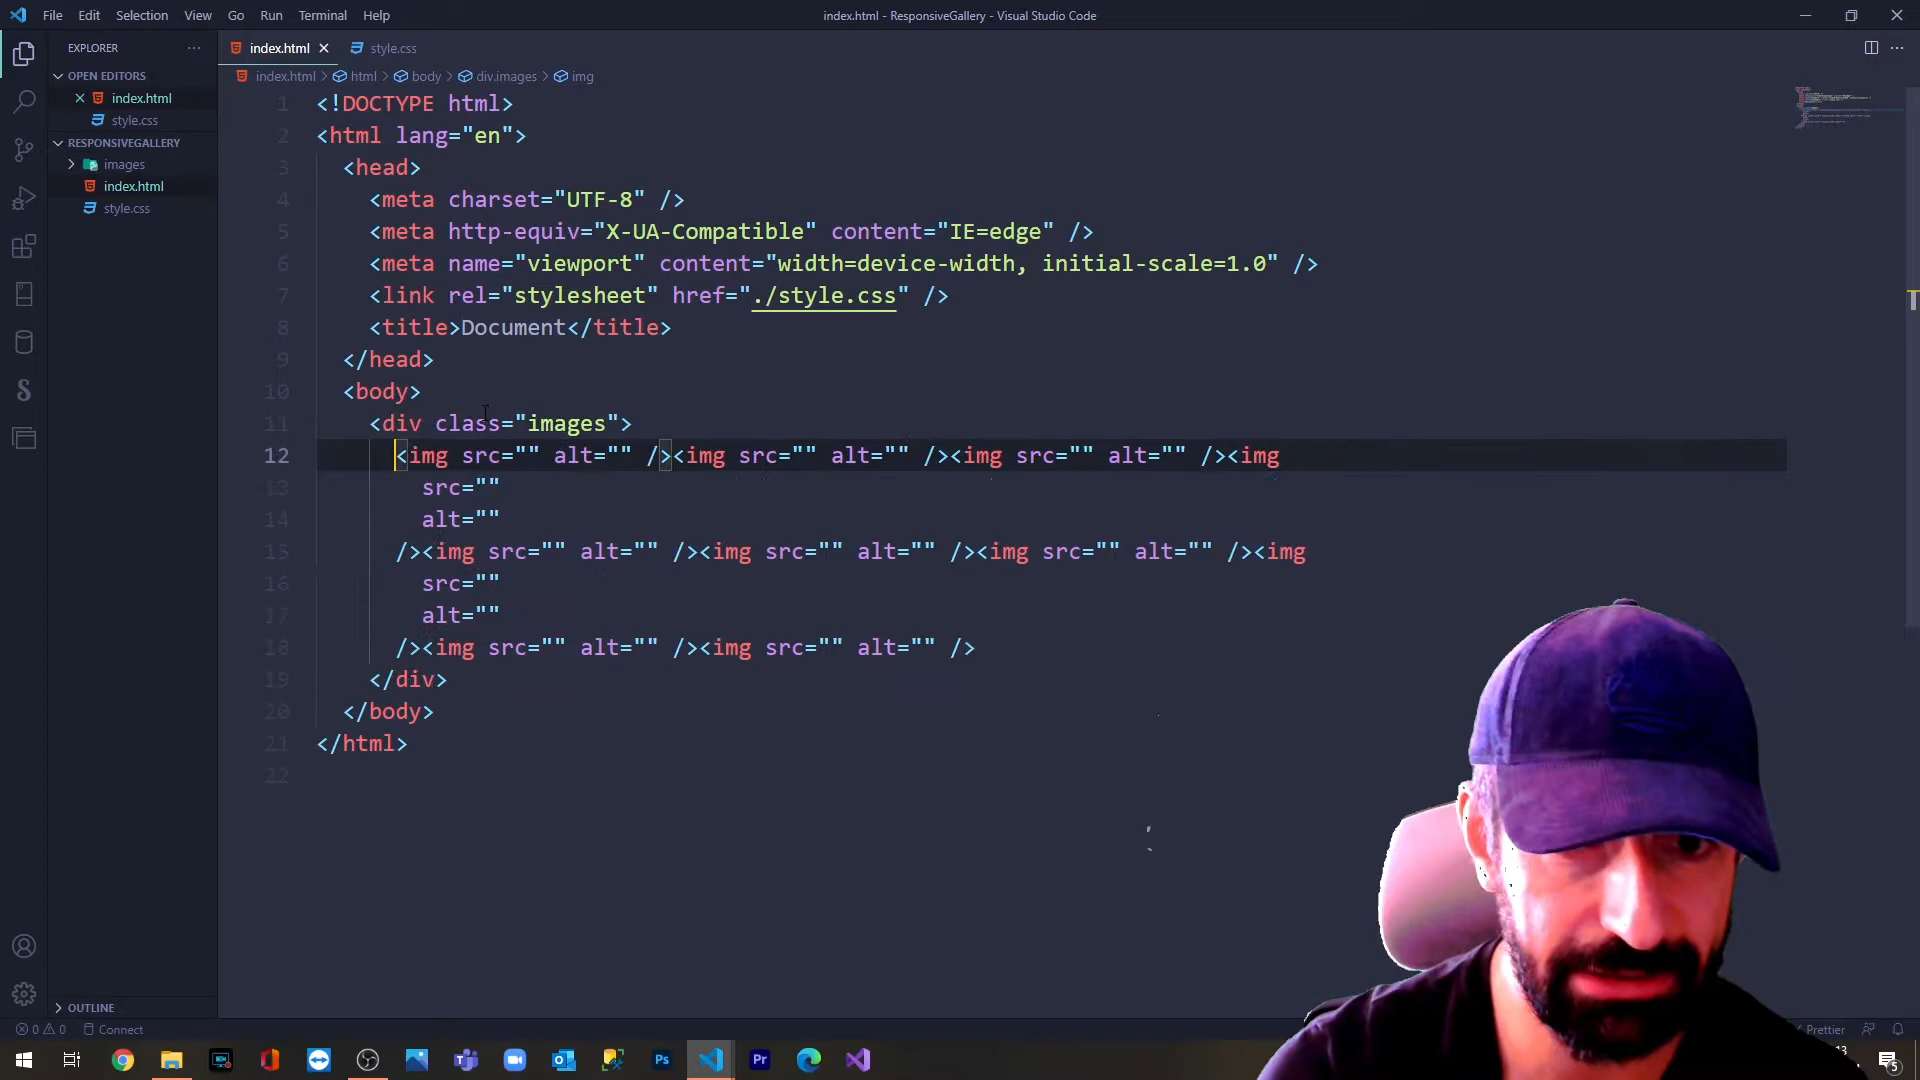 File Edit Selection View Go Run Terminal Help
index.html - ResponsiveGallery - Visual Studio Code
EXPLORER
OPEN EDITORS
index.html
style.css
RESPONSIVEGALLERY
images
index.html
style.css
index.html style.css
index.html > html > body > div.images > img
1 <!DOCTYPE html>
2 <html lang="en">
3 <head>
4 <meta charset="UTF-8" />
5 <meta http-equiv="X-UA-Compatible" content="IE=edge" />
6 <meta name="viewport" content="width=device-width, initial-scale=1.0" />
7 <link rel="stylesheet" href="./style.css" />
8 <title>Document</title>
9 </head>
10 <body>
11 <div class="images">
12 <img src="" alt="" /><img src="" alt="" /><img src="" alt="" /><img
13 src=""
14 alt=""
15 /><img src="" alt="" /><img src="" alt="" /><img src="" alt="" /><img
16 src=""
17 alt=""
18 /><img src="" alt="" /><img src="" alt="" />
19 </div>
20 </body>
21 </html>
22
OUTLINE
0 0 Connect
Prettier
Ps
Pr
13
5